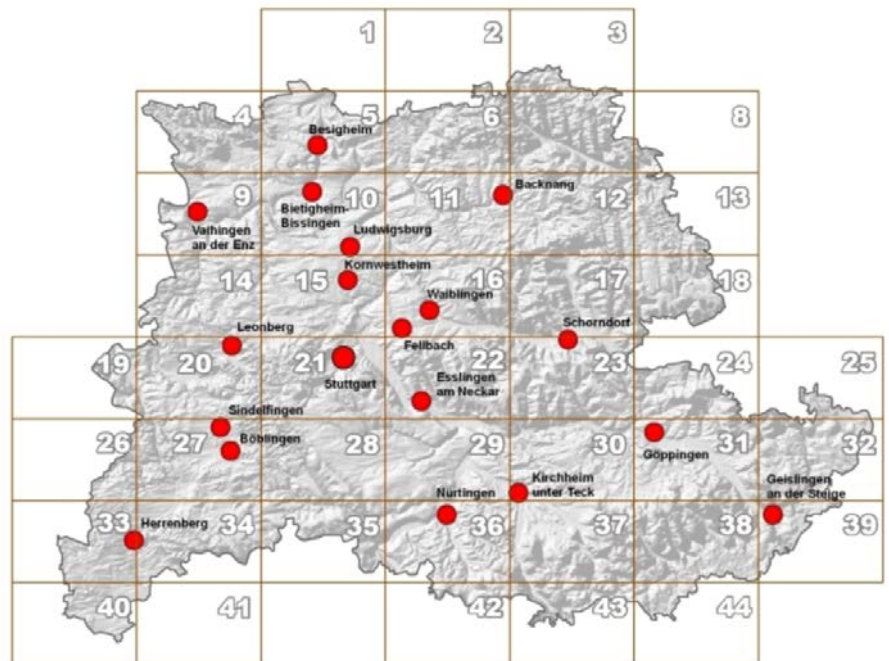 1
2
3
4
5
6
7
8
Besigheim
9
10
11
12
13
Backnang
Bietigheim-
Bissingen
Vaihingen
an der Enz
Ludwigsburg
Kornwestheim
14
15
16
17
18
Waiblingen
Schorndorf
Leonberg
Fellbach
19
20
21
22
23
24
25
Stuttgart
Esslingen
am Neckar
Sindelfingen
26
27
28
29
30
31
32
Böblingen
Göppingen
Kirchheim
unter Teck
Geislingen
an der Steige
Nürtingen
Herrenberg
33
34
35
36
37
38
39
40
41
42
43
44